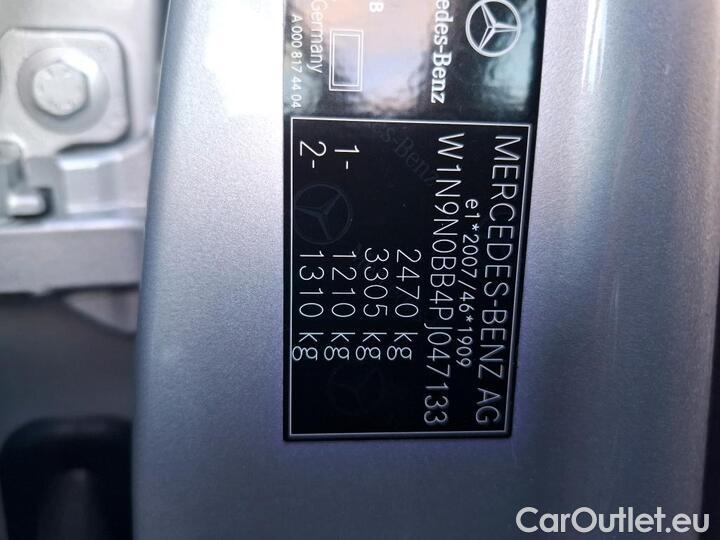 B
Mercedes-Benz
Germany
A 000 817 44 04
MERCEDES-BENZ AG
e1*2007/46*1909
W1N9N0BB4PJ047133
2470 kg
3305 kg
1- 1210 kg
2- 1310 kg
CarOutlet.eu